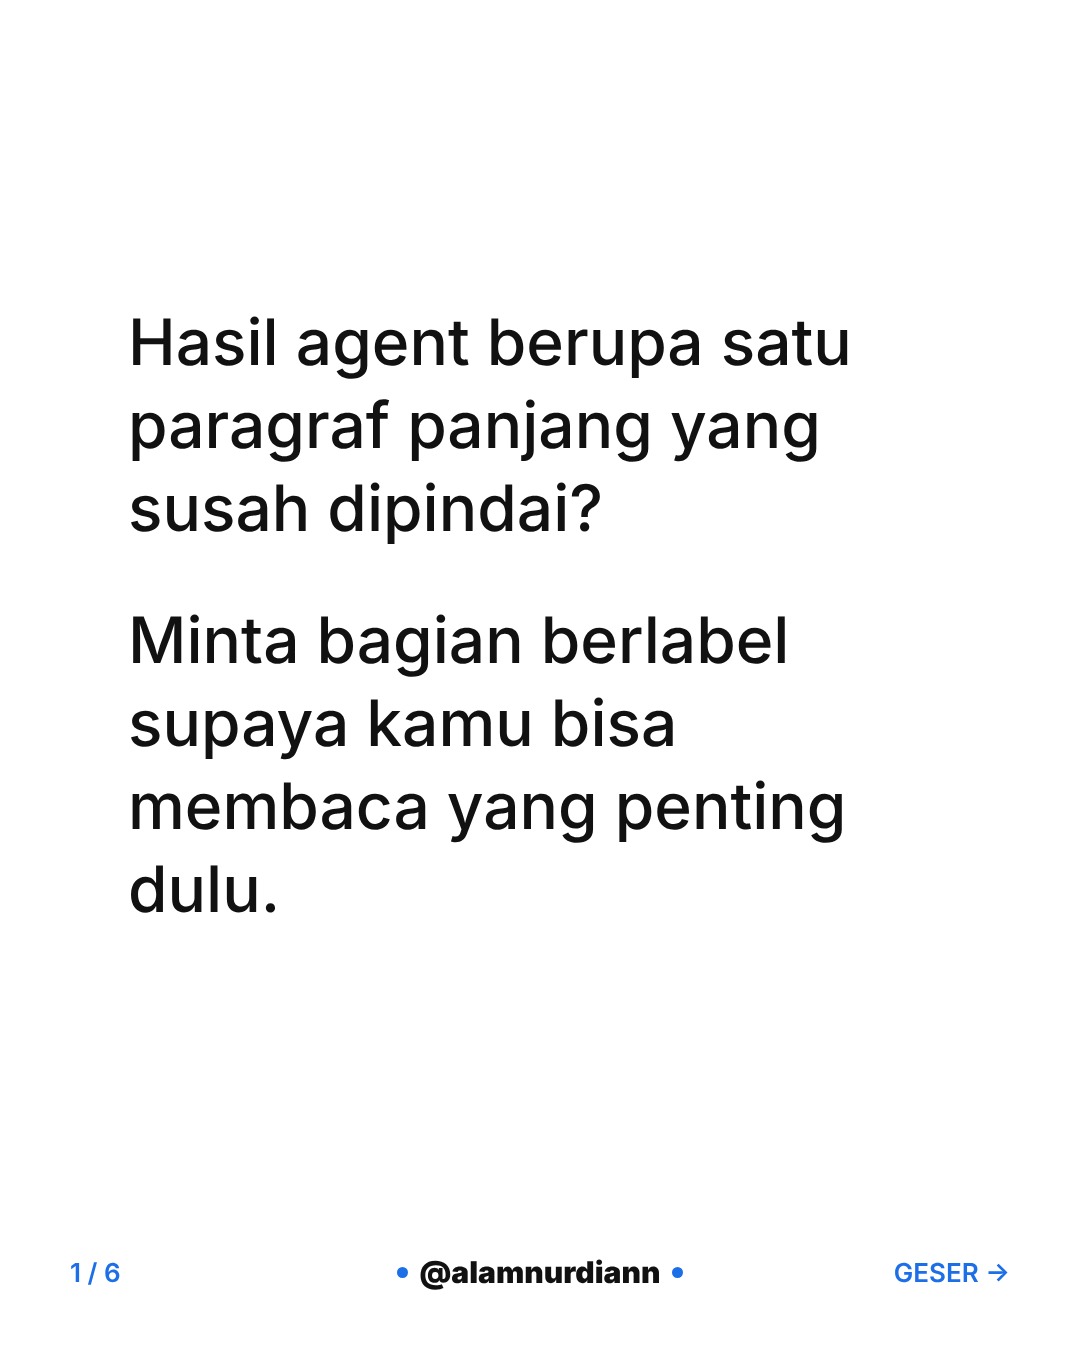 Hasil agent berupa satu
paragraf panjang yang
susah dipindai?
Minta bagian berlabel
supaya kamu bisa
membaca yang penting
dulu.
1 / 6
• @alamnurdiann •
GESER →